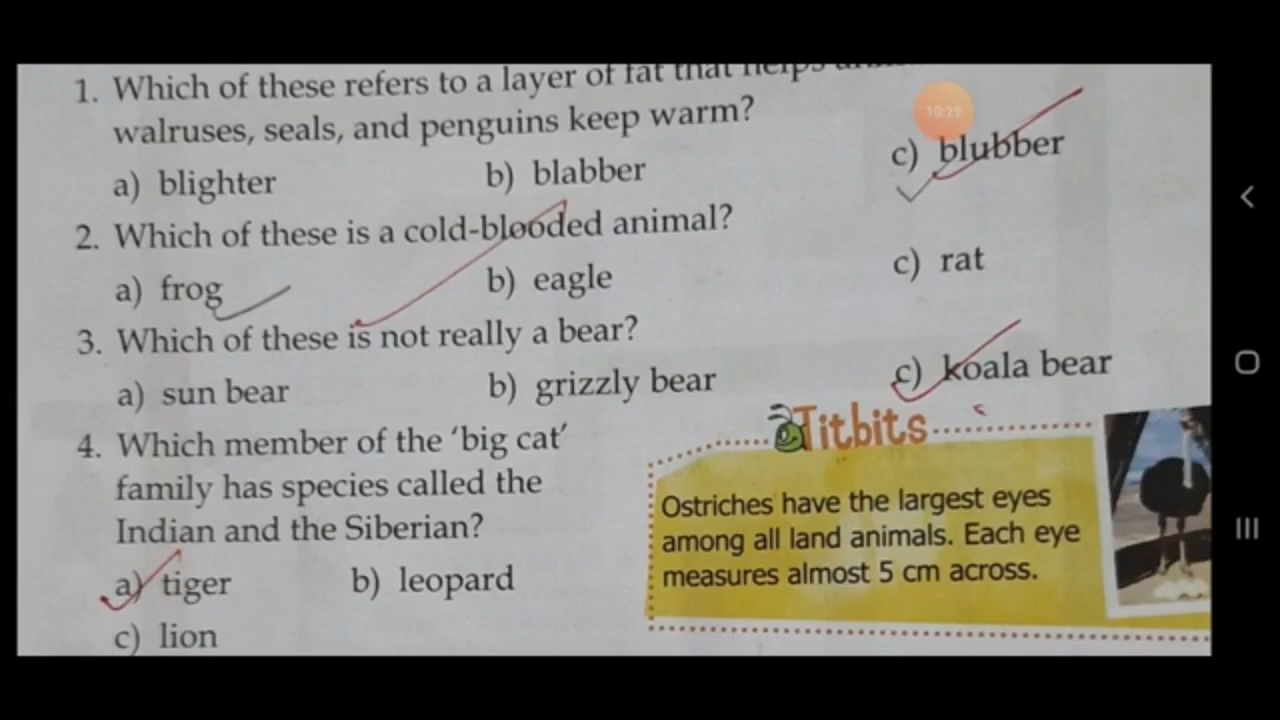 1. Which of these refers to a layer of fat that helps
walruses, seals, and penguins keep warm?
a) blighter b) blabber c) blubber
2. Which of these is a cold-blooded animal?
a) frog b) eagle c) rat
3. Which of these is not really a bear?
a) sun bear b) grizzly bear c) koala bear
4. Which member of the ‘big cat’
family has species called the
Indian and the Siberian?
a) tiger b) leopard
c) lion
Titbits
Ostriches have the largest eyes
among all land animals. Each eye
measures almost 5 cm across.
10:25